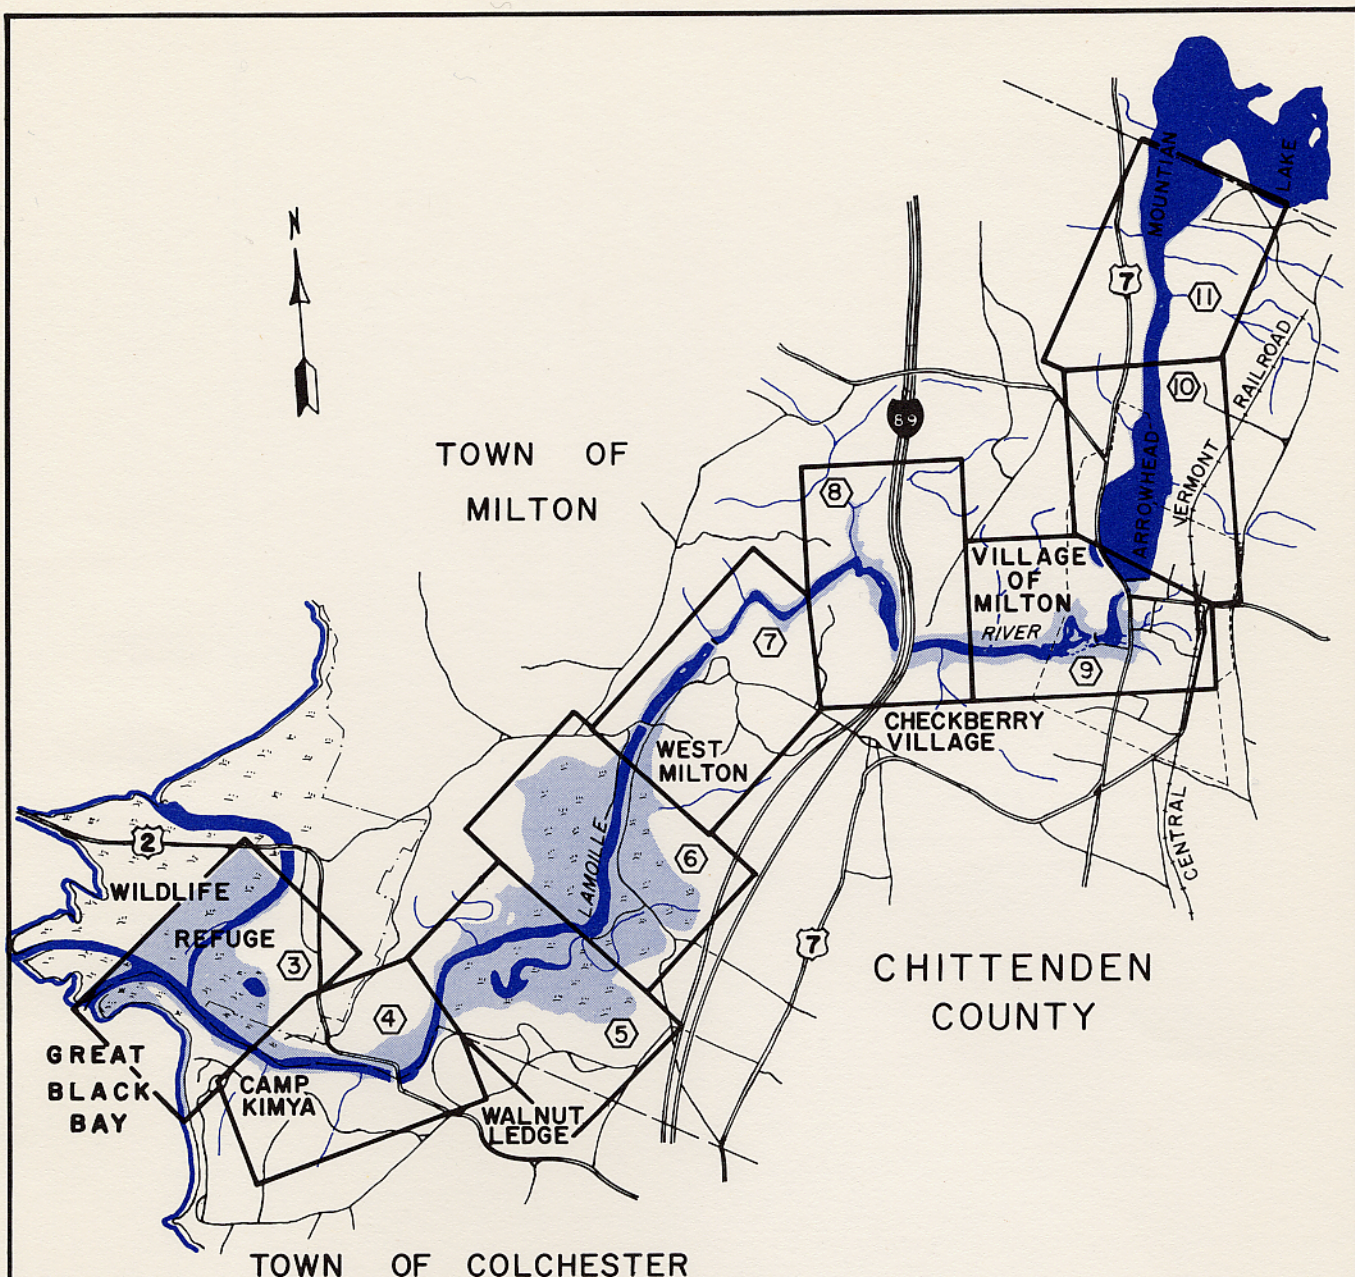 N
MOUNTIAN
LAKE
7
11
RAILROAD
10
89
TOWN OF
MILTON
8
ARROWHEAD
VERMONT
VILLAGE
OF
MILTON
RIVER
7
9
CHECKBERRY
VILLAGE
WEST
MILTON
CENTRAL
2
LAMOILLE
6
WILDLIFE
REFUGE
3
7
CHITTENDEN
COUNTY
4
5
GREAT
BLACK
BAY
CAMP
KIMYA
WALNUT
LEDGE
TOWN OF COLCHESTER